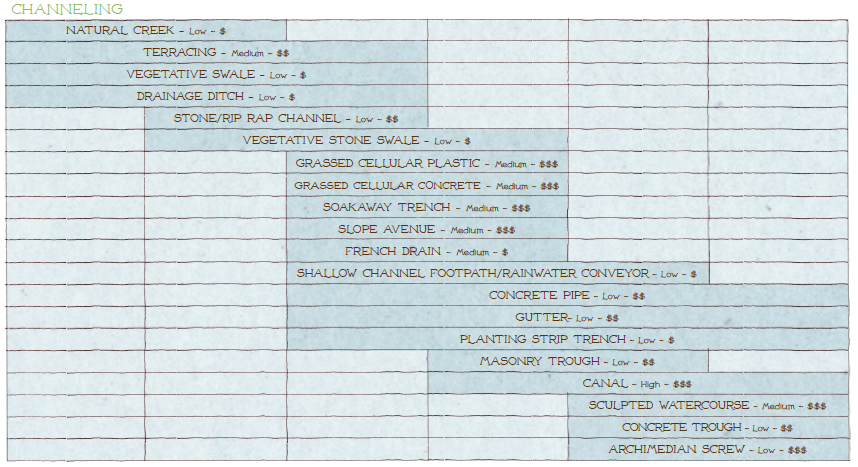 CHANNELING
NATURAL CREEK - Low - $
TERRACING - Medium - $$
VEGETATIVE SWALE - Low - $
DRAINAGE DITCH - Low - $
STONE/RIP RAP CHANNEL - Low - $$
VEGETATIVE STONE SWALE - Low - $
GRASSED CELLULAR PLASTIC - Medium - $$$
GRASSED CELLULAR CONCRETE - Medium - $$$
SOAKAWAY TRENCH - Medium - $$$
SLOPE AVENUE - Medium - $$$
FRENCH DRAIN - Medium - $
SHALLOW CHANNEL FOOTPATH/RAINWATER CONVEYOR - Low - $
CONCRETE PIPE - Low - $$
GUTTER- Low - $$
PLANTING STRIP TRENCH - Low - $
MASONRY TROUGH - Low - $$
CANAL - High - $$$
SCULPTED WATERCOURSE - Medium - $$$
CONCRETE TROUGH - Low - $$
ARCHIMEDIAN SCREW - Low - $$$